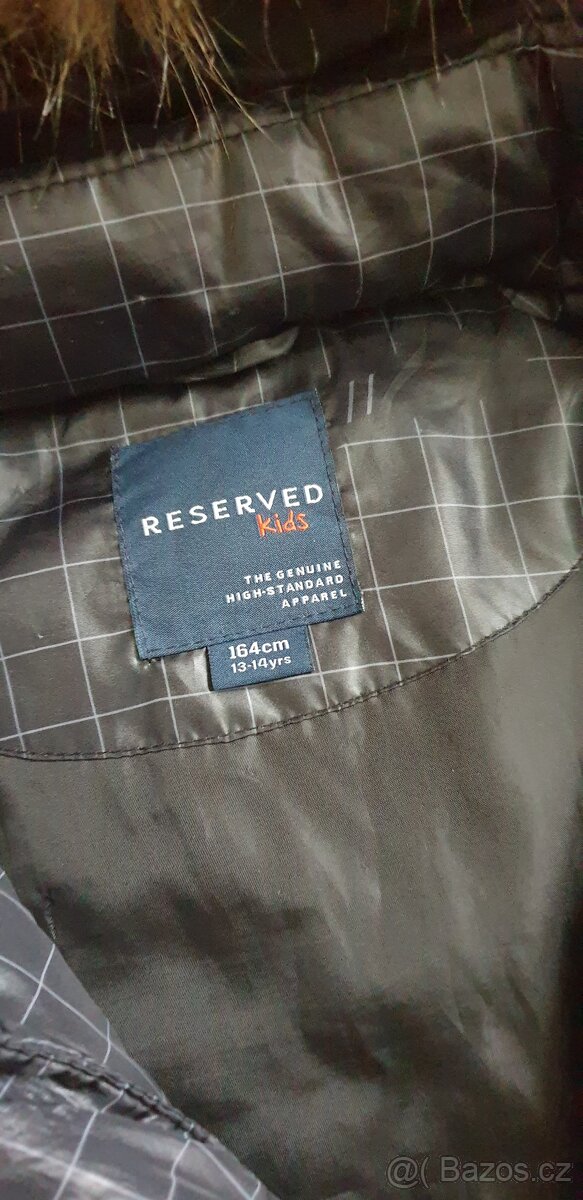 RESERVED
Kids
THE GENUINE
HIGH-STANDARD
APPAREL
164cm
13-14yrs
@( Bazos.cz